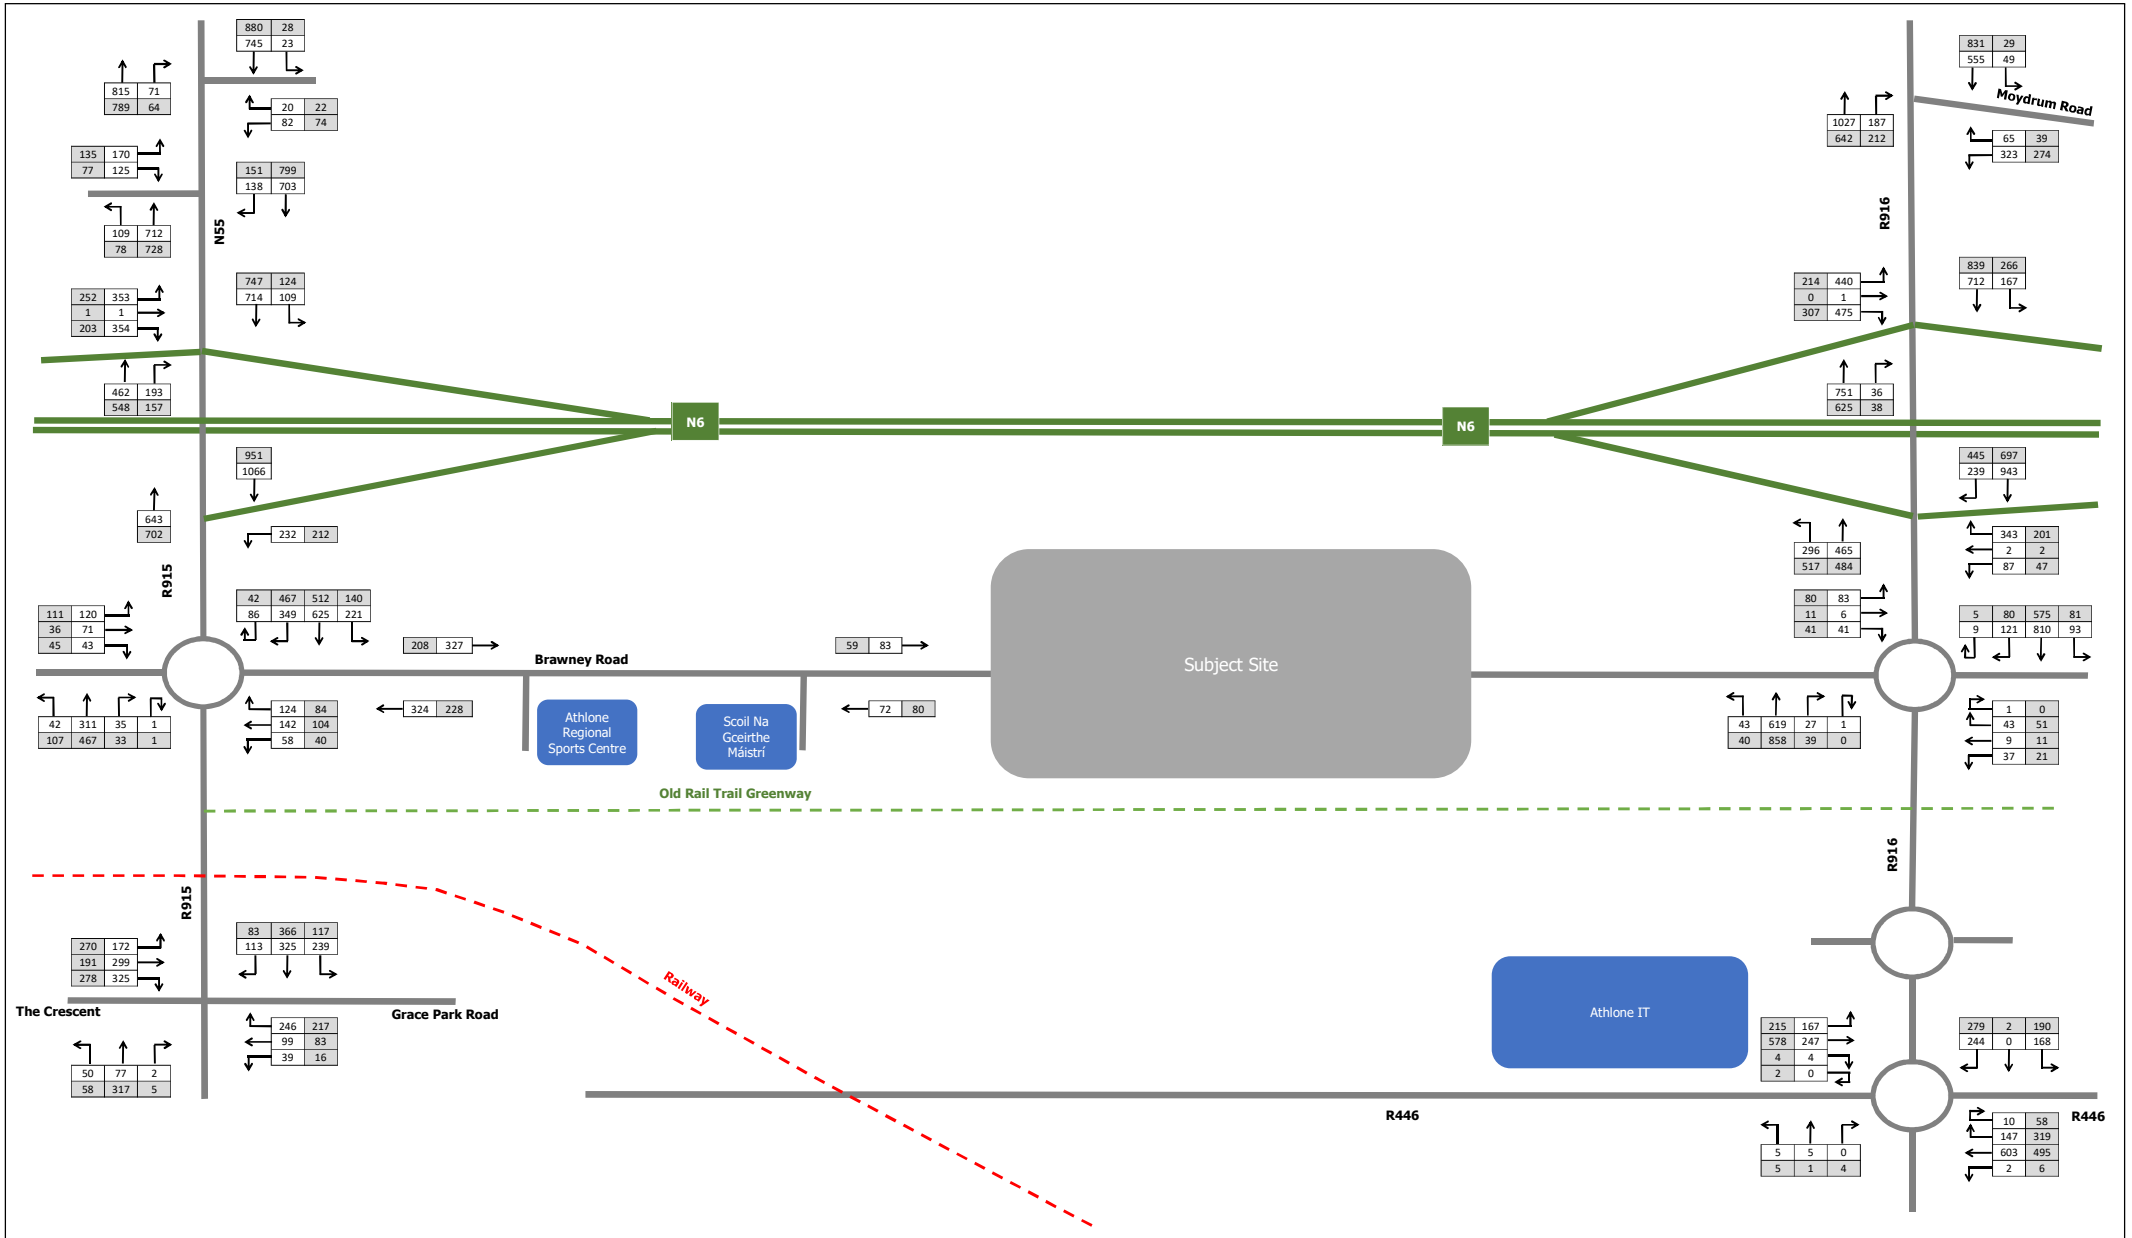 880 28
745 23
815 71
789 64
20 22
82 74
135 170
77 125
151 799
138 703
109 712
78 728
N55
252 353
1 1
203 354
747 124
714 109
462 193
548 157
951
1066
643
702
232 212
R915
111 120
36 71
45 43
42 467 512 140
86 349 625 221
42 311 35 1
107 467 33 1
124 84
142 104
58 40
208 327
324 228
Brawney Road
59 83
72 80
Athlone
Regional
Sports Centre
Scoil Na
Gceirthe
Máistrí
Subject Site
N6
N6
831 29
555 49
Moydrum Road
1027 187
642 212
65 39
323 274
R916
214 440
0 1
307 475
839 266
712 167
751 36
625 38
445 697
239 943
296 465
517 484
343 201
2 2
87 47
80 83
11 6
41 41
5 80 575 81
9 121 810 93
43 619 27 1
40 858 39 0
1 0
43 51
9 11
37 21
Old Rail Trail Greenway
R916
R915
Railway
270 172
191 299
278 325
83 366 117
113 325 239
The Crescent
Grace Park Road
50 77 2
58 317 5
246 217
99 83
39 16
Athlone IT
215 167
578 247
4 4
2 0
279 2 190
244 0 168
R446
R446
5 5 0
5 1 4
10 58
147 319
603 495
2 6